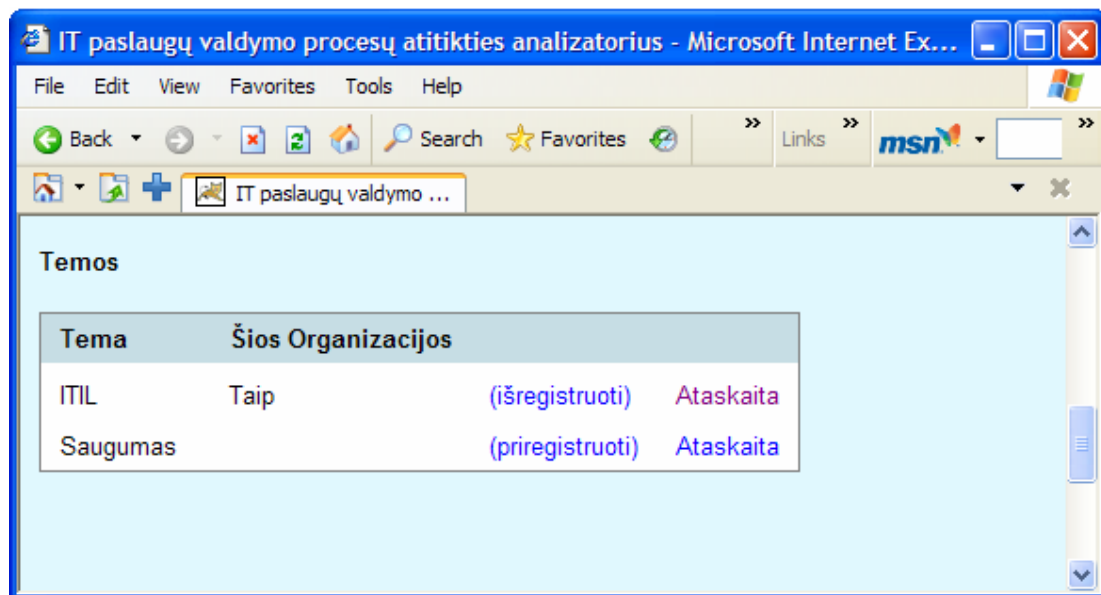 IT paslaugų valdymo procesų atitikties analizatorius - Microsoft Internet Ex...
File Edit View Favorites Tools Help
Back Search Favorites » Links » msn »
IT paslaugų valdymo ...
Temos
Tema Šios Organizacijos
ITIL Taip (išregistruoti) Ataskaita
Saugumas (priregistruoti) Ataskaita